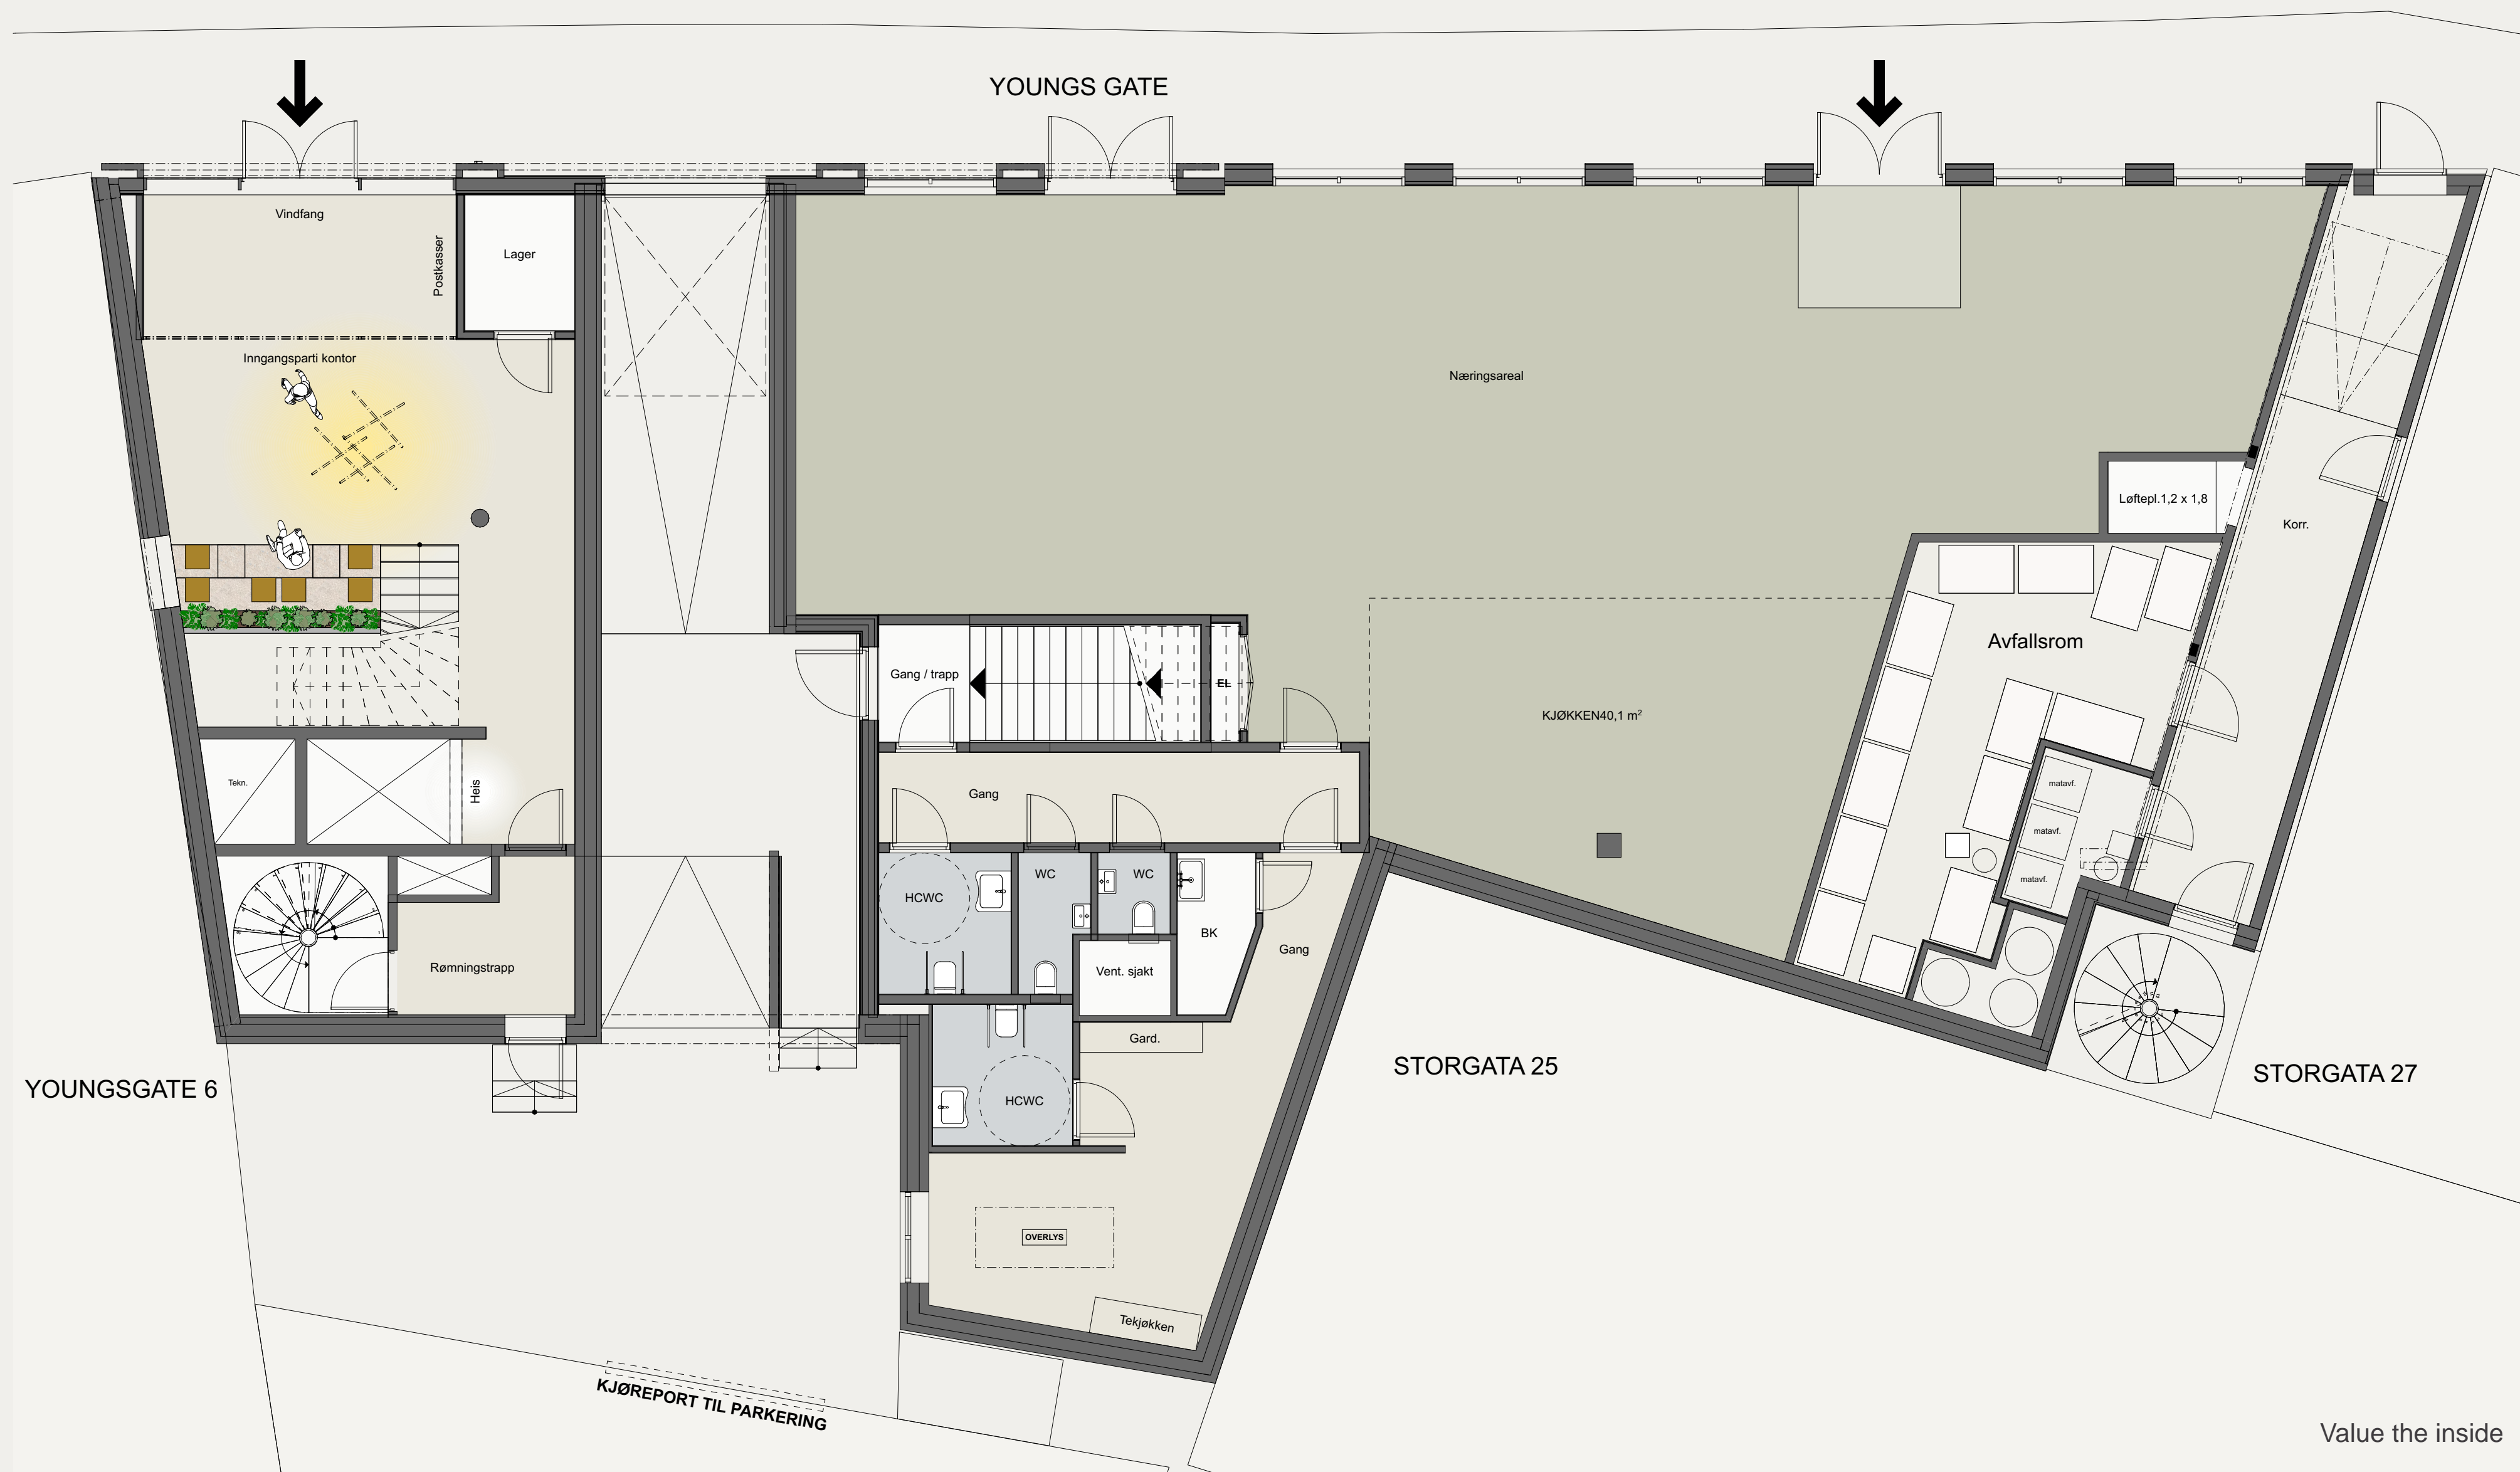 YOUNGS GATE
Vindfang
Postkasser
Lager
Inngangsparti kontor
Næringsareal
Løftepl.1,2 x 1,8
Korr.
Avfallsrom
Gang / trapp
EL
KJØKKEN40,1 m²
Tekn.
Heis
Gang
matavf.
matavf.
matavf.
HCWC
WC
WC
BK
Gang
Rømningstrapp
Vent. sjakt
Gard.
STORGATA 25
STORGATA 27
YOUNGSGATE 6
HCWC
OVERLYS
Tekjøkken
KJØREPORT TIL PARKERING
Value the inside